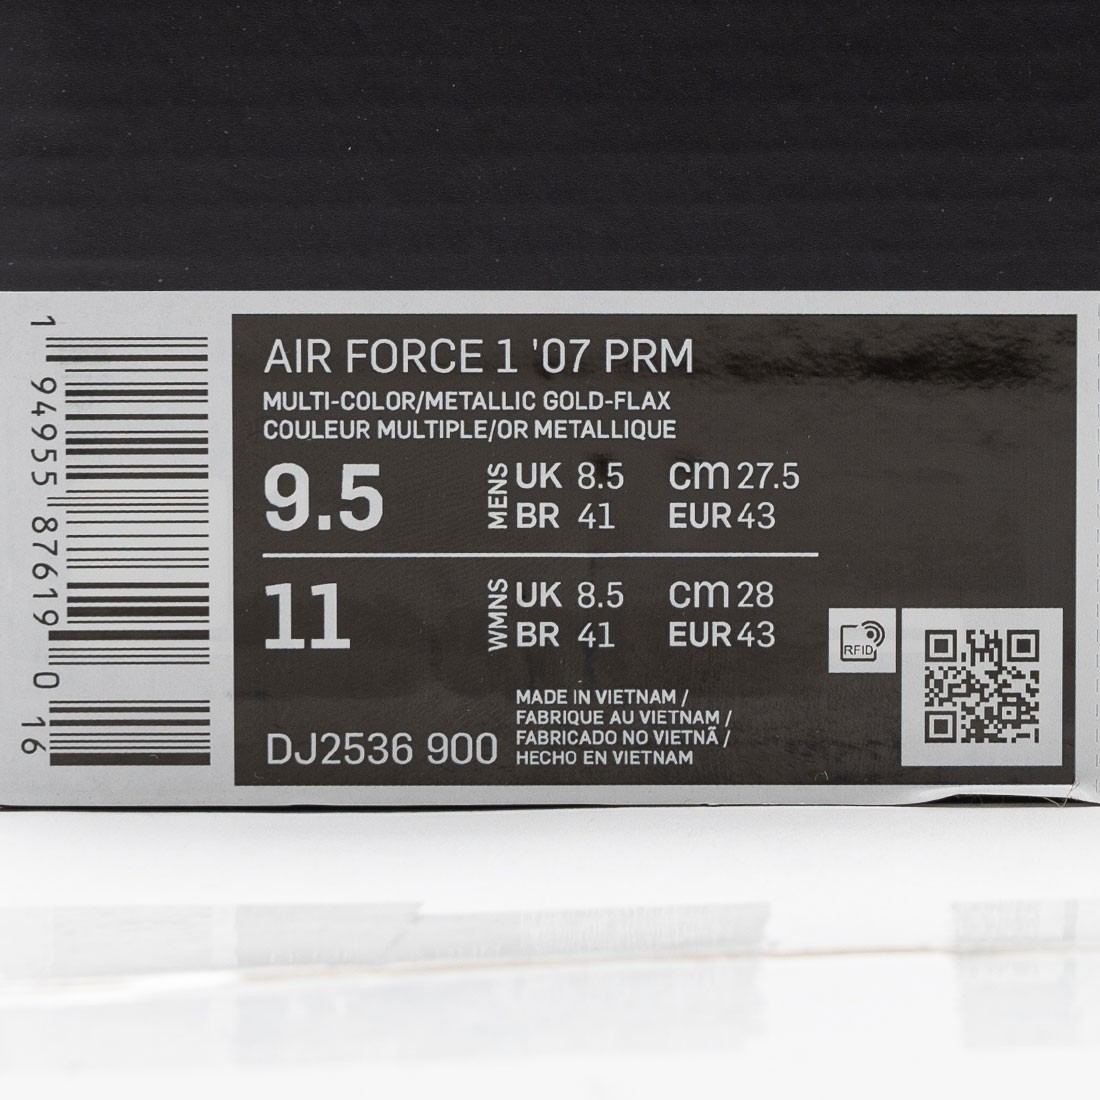 AIR FORCE 1 '07 PRM
MULTI-COLOR/METALLIC GOLD-FLAX
COULEUR MULTIPLE/OR METALLIQUE
9.5 MENS UK 8.5 cm 27.5
BR 41 EUR 43
11 WMNS UK 8.5 cm 28
BR 41 EUR 43
RFID
MADE IN VIETNAM /
FABRIQUE AU VIETNAM /
FABRICADO NO VIETNÃ /
HECHO EN VIETNAM
DJ2536 900
1 94955 87619 0 16